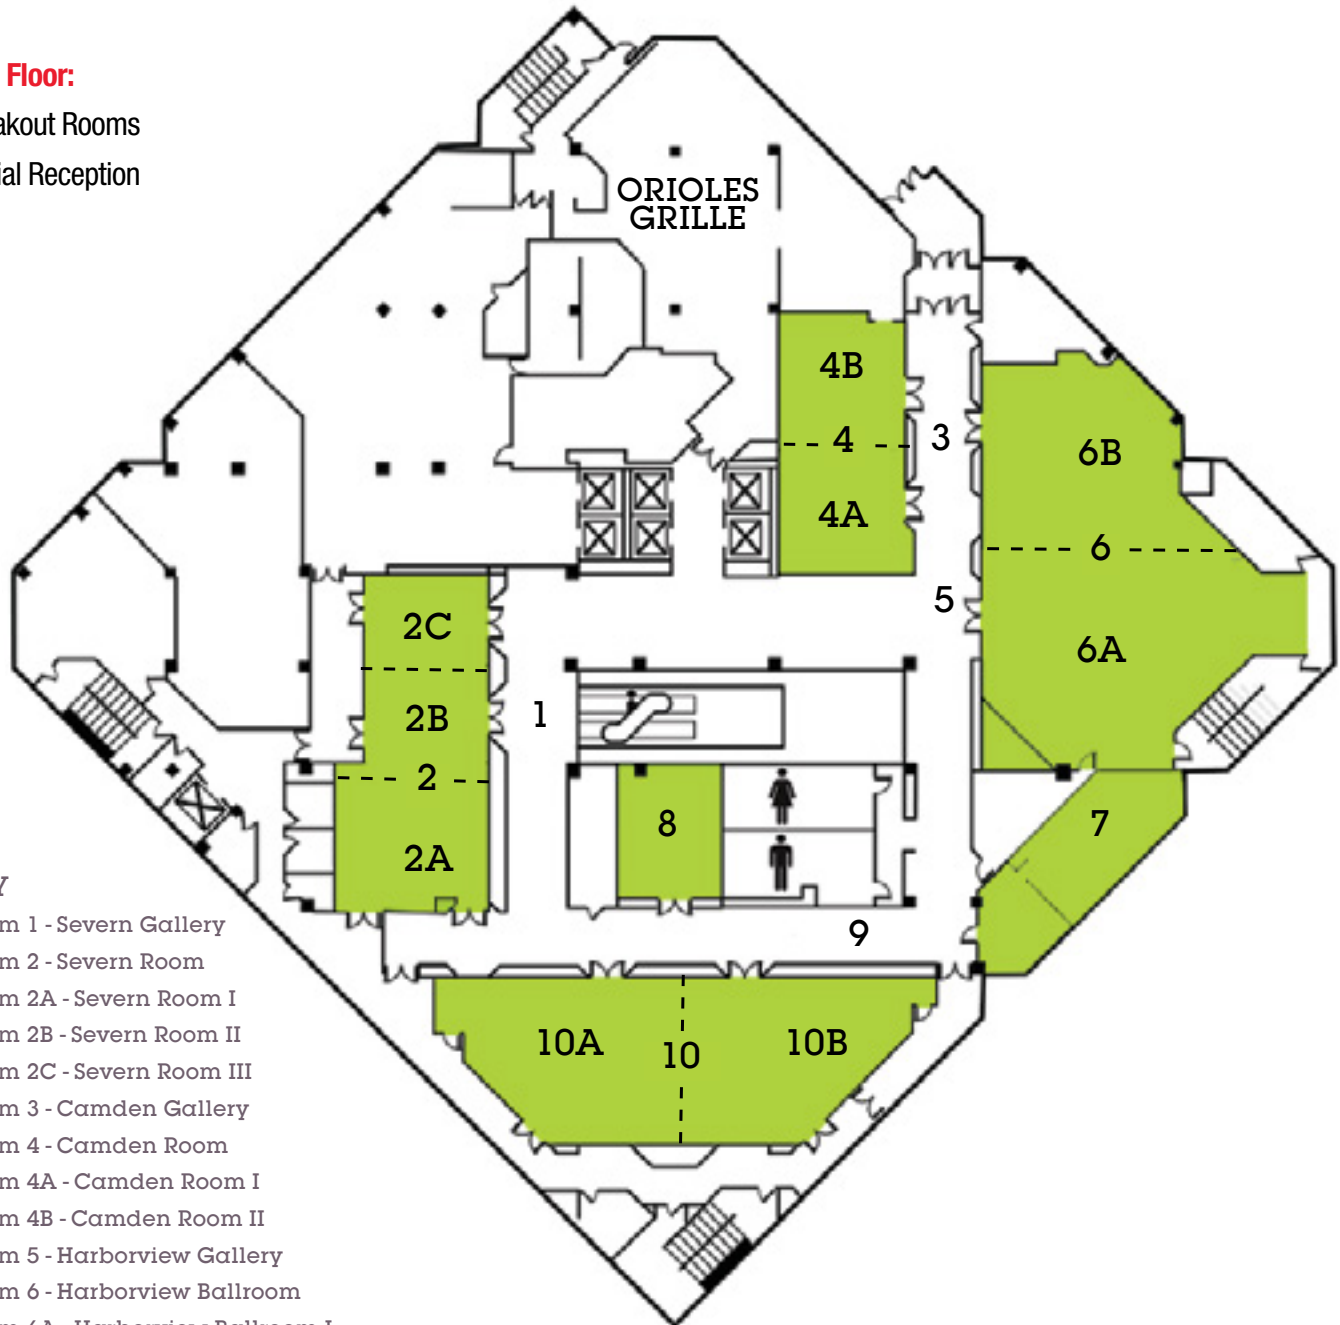 Floor:
akout Rooms
ial Reception
ORIOLES
GRILLE
4B
4
3
4A
6B
6
5
6A
2C
2B
1
2
2A
8
7
9
10A
10
10B
Y
m 1 - Severn Gallery
m 2 - Severn Room
m 2A - Severn Room I
m 2B - Severn Room II
m 2C - Severn Room III
m 3 - Camden Gallery
m 4 - Camden Room
m 4A - Camden Room I
m 4B - Camden Room II
m 5 - Harborview Gallery
m 6 - Harborview Ballroom
m 6A - Harborview Ballroom I